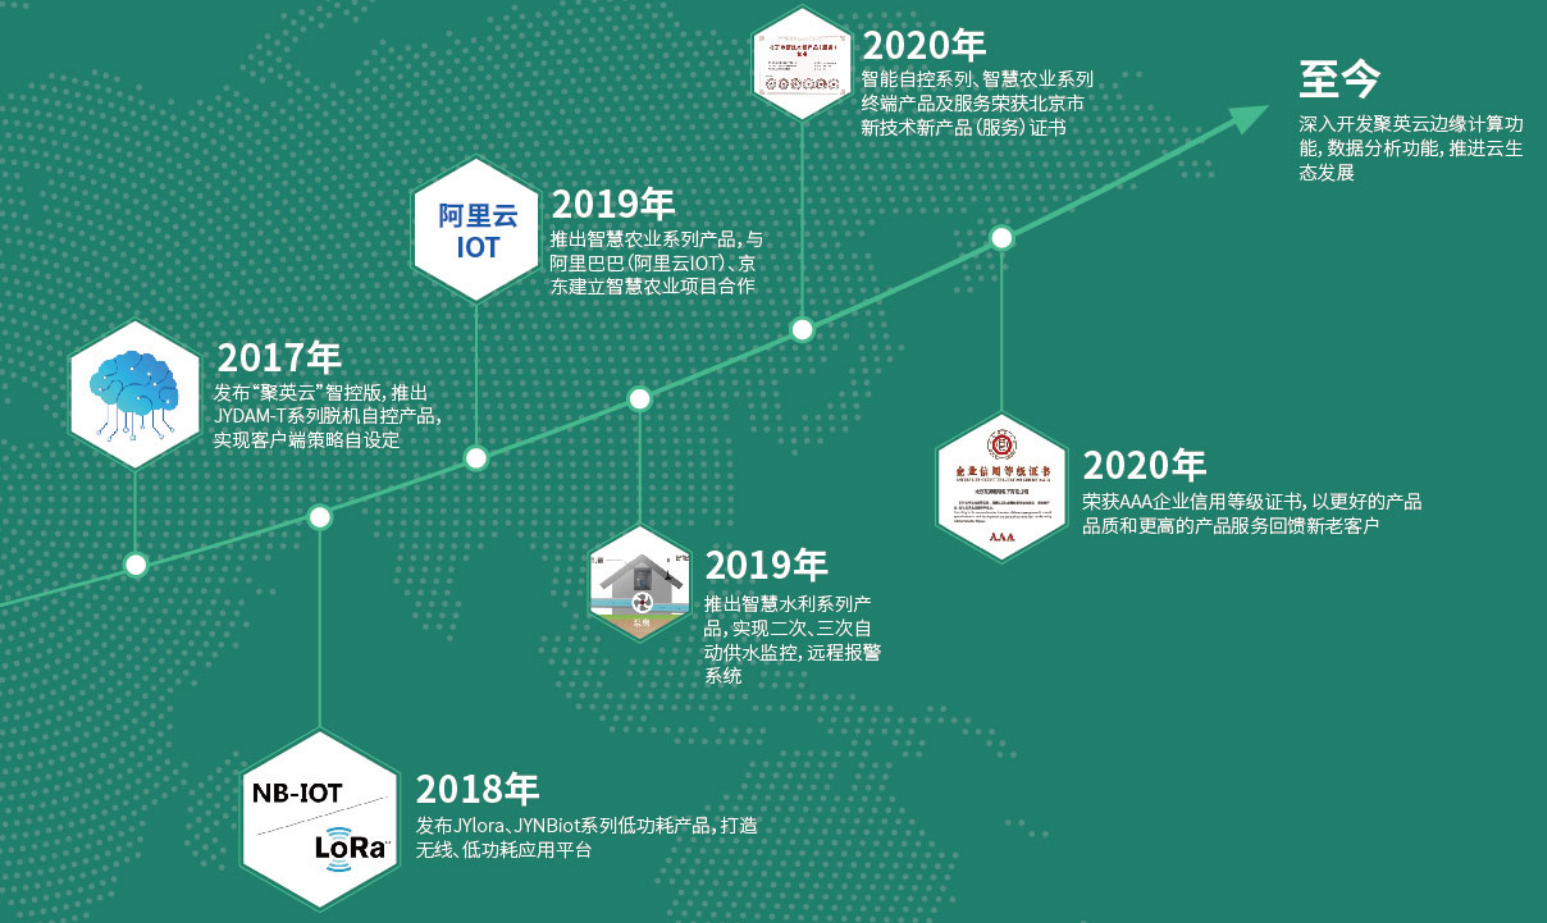 2017年
发布“聚英云”智控版，推出
JYDAM-T系列脱机自控产品，
实现客户端策略自设定
NB-IOT
LoRa
2018年
发布JYlora、JYNBiot系列低功耗产品，打造
无线、低功耗应用平台
阿里云
IOT
2019年
推出智慧农业系列产品，与
阿里巴巴（阿里云IOT）、京
东建立智慧农业项目合作
泵房
2019年
推出智慧水利系列产
品，实现二次、三次自
动供水监控，远程报警
系统
2020年
智能自控系列、智慧农业系列
终端产品及服务荣获北京市
新技术新产品（服务）证书
企业信用等级证书
AAA
2020年
荣获AAA企业信用等级证书，以更好的产品
品质和更高的产品服务回馈新老客户
至今
深入开发聚英云边缘计算功
能，数据分析功能，推进云生
态发展